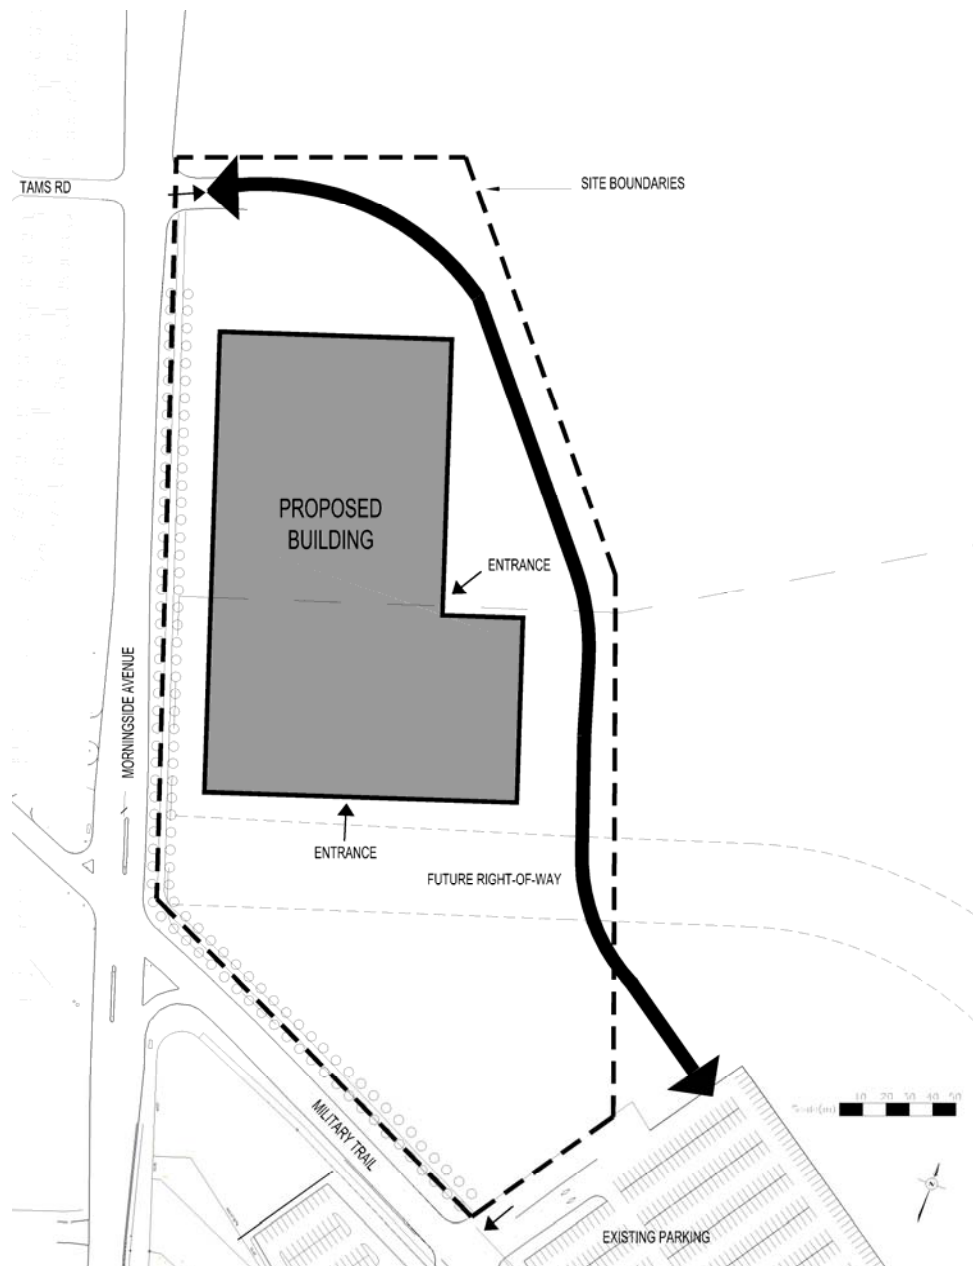 TAMS RD
SITE BOUNDARIES
PROPOSED
BUILDING
ENTRANCE
MORNINGSIDE AVENUE
ENTRANCE
FUTURE RIGHT-OF-WAY
10 20 30 40 50
MILITARY TRAIL
N
EXISTING PARKING